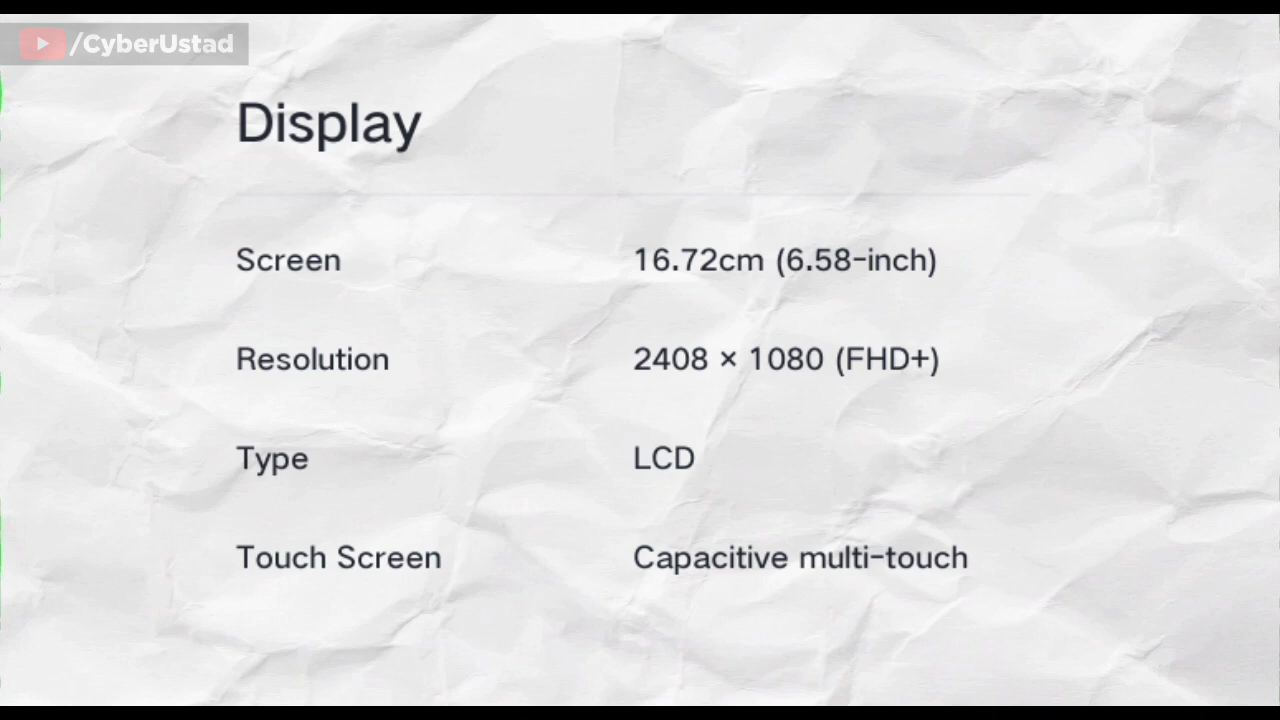 /CyberUstad
Display
Screen 16.72cm (6.58-inch)
Resolution 2408 × 1080 (FHD+)
Type LCD
Touch Screen Capacitive multi-touch